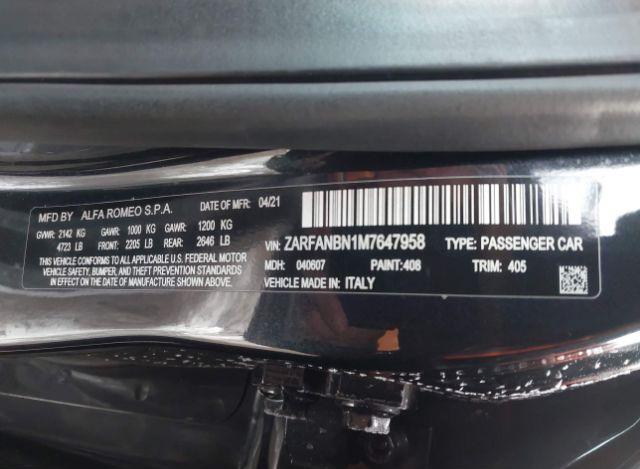 MFD BY ALFA ROMEO S.P.A. DATE OF MFR: 04/21
GVWR: 2142 KG GAWR: 1000 KG GAWR: 1200 KG
4723 LB FRONT: 2205 LB REAR: 2646 LB
THIS VEHICLE CONFORMS TO ALL APPLICABLE U.S. FEDERAL MOTOR
VEHICLE SAFETY, BUMPER, AND THEFT PREVENTION STANDARDS
IN EFFECT ON THE DATE OF MANUFACTURE SHOWN ABOVE.
VIN: ZARFANBN1M7647958 TYPE: PASSENGER CAR
MDH: 040607 PAINT: 408 TRIM: 405
VEHICLE MADE IN: ITALY